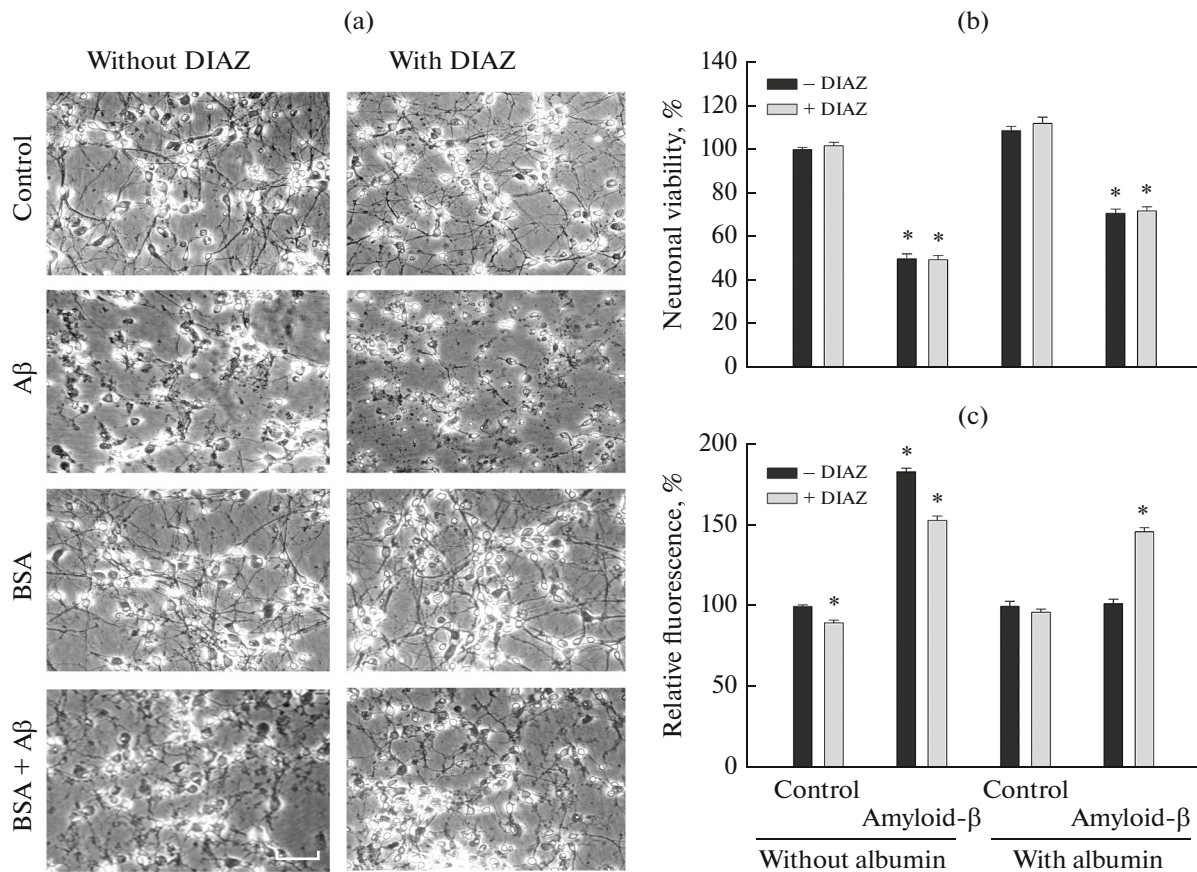 (a)
Without DIAZ
With DIAZ
Control
Aβ
BSA
BSA + Aβ
(b)
Neuronal viability, %
140
120
100
80
60
40
20
0
– DIAZ
+ DIAZ
* *
* *
(c)
Relative fluorescence, %
200
150
100
50
0
– DIAZ
+ DIAZ
*
*
*
*
Control
Amyloid-β
Control
Amyloid-β
Without albumin
With albumin